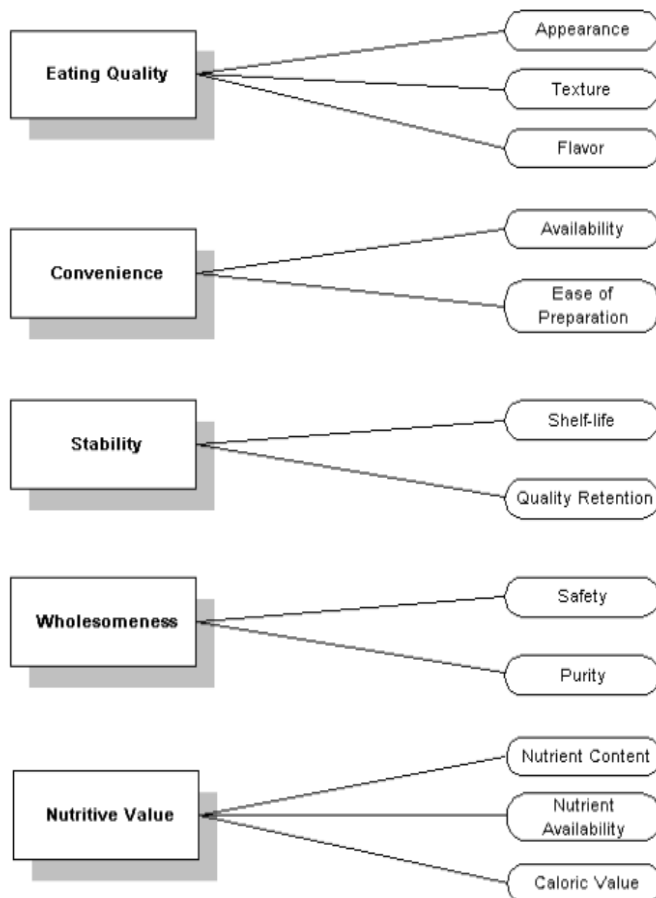 Eating Quality
Appearance
Texture
Flavor
Convenience
Availability
Ease of
Preparation
Stability
Shelf-life
Quality Retention
Wholesomeness
Safety
Purity
Nutritive Value
Nutrient Content
Nutrient
Availability
Caloric Value